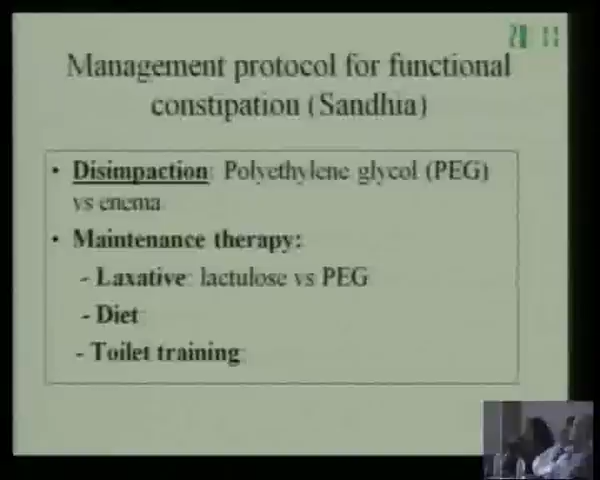 Management protocol for functional
constipation (Sandhia)
• Disimpaction: Polyethylene glycol (PEG)
vs enema
• Maintenance therapy:
- Laxative: lactulose vs PEG
- Diet
- Toilet training